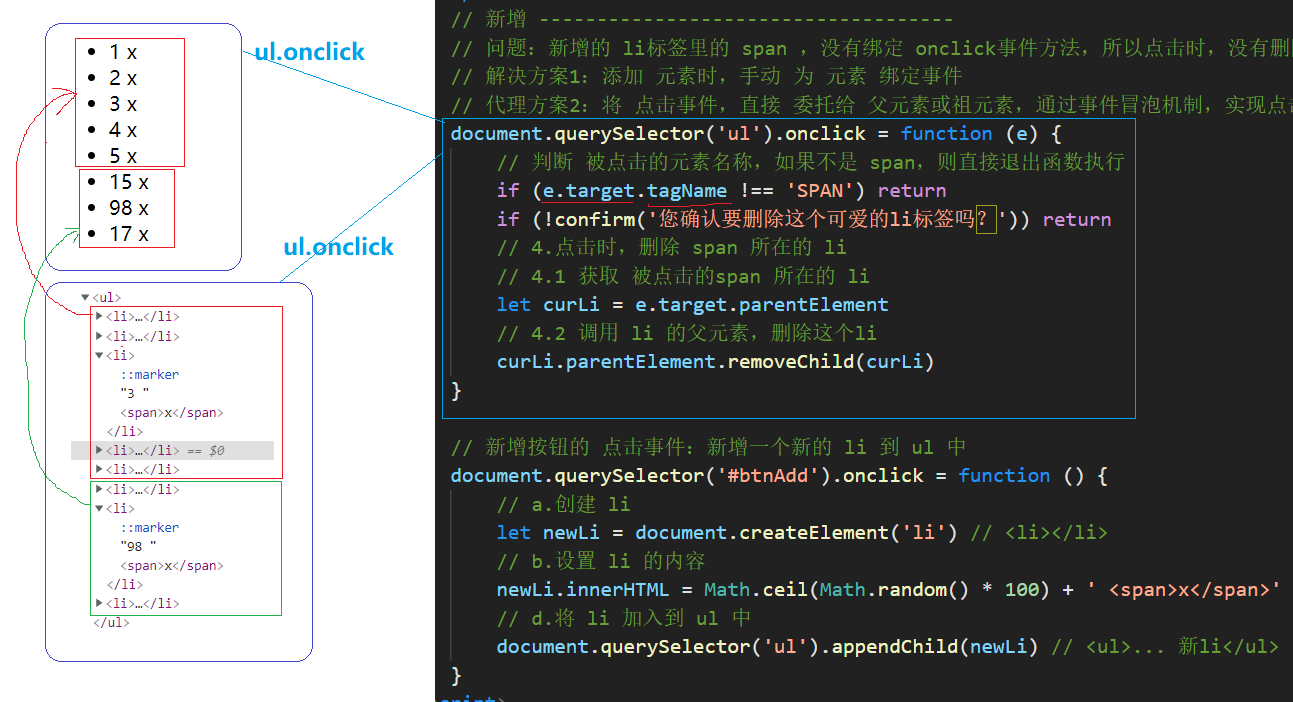 1 x
2 x
3 x
4 x
5 x
15 x
98 x
17 x
ul.onclick
ul.onclick
▼<ul>
▶<li>…</li>
▶<li>…</li>
▼<li>
::marker
"3 "
<span>x</span>
</li>
▶<li>…</li> == $0
▶<li>…</li>
▶<li>…</li>
▼<li>
::marker
"98 "
<span>x</span>
</li>
▶<li>…</li>
</ul>
// 新增 ------------------------------------
// 问题：新增的 li标签里的 span ，没有绑定 onclick事件方法，所以点击时，没有删
// 解决方案1：添加 元素时，手动 为 元素 绑定事件
// 代理方案2：将 点击事件，直接 委托给 父元素或祖元素，通过事件冒泡机制，实现点
document.querySelector('ul').onclick = function (e) {
// 判断 被点击的元素名称，如果不是 span，则直接退出函数执行
if (e.target.tagName !== 'SPAN') return
if (!confirm('您确认要删除这个可爱的li标签吗？')) return
// 4.点击时，删除 span 所在的 li
// 4.1 获取 被点击的span 所在的 li
let curLi = e.target.parentElement
// 4.2 调用 li 的父元素，删除这个li
curLi.parentElement.removeChild(curLi)
}
// 新增按钮的 点击事件：新增一个新的 li 到 ul 中
document.querySelector('#btnAdd').onclick = function () {
// a.创建 li
let newLi = document.createElement('li') // <li></li>
// b.设置 li 的内容
newLi.innerHTML = Math.ceil(Math.random() * 100) + ' <span>x</span>'
// d.将 li 加入到 ul 中
document.querySelector('ul').appendChild(newLi) // <ul>... 新li</ul>
}